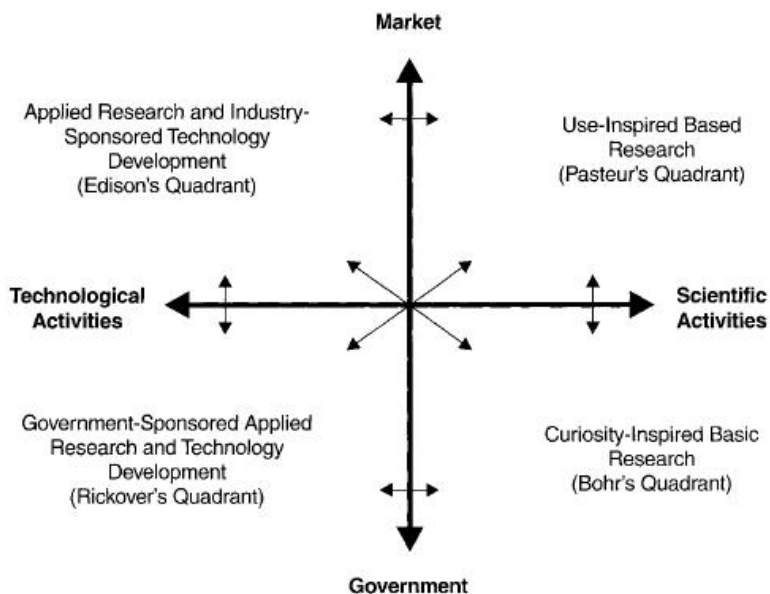 Market
Applied Research and Industry-
Sponsored Technology
Development
(Edison's Quadrant)
Use-Inspired Based
Research
(Pasteur's Quadrant)
Technological
Activities
Scientific
Activities
Government-Sponsored Applied
Research and Technology
Development
(Rickover's Quadrant)
Curiosity-Inspired Basic
Research
(Bohr's Quadrant)
Government